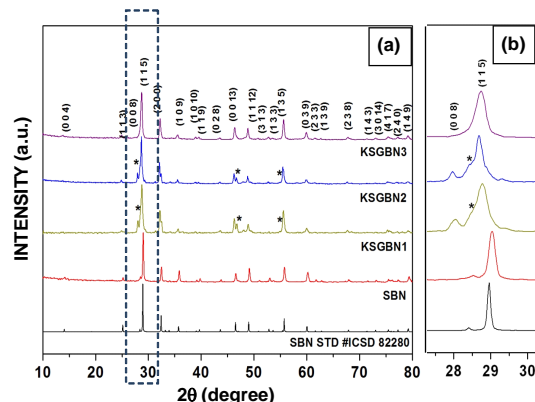 (a)
(b)
INTENSITY (a.u.)
(0 0 4)
(1 1 3)
(0 0 8)
(1 1 5)
(2 0 0)
(1 0 9)
(1 1 9)
(0 2 8)
(0 0 13)
(1 1 12)
(3 1 3)
(1 3 3)
(1 3 5)
(0 3 9)
(2 3 3)
(1 3 9)
(2 3 8)
(1 4 3)
(3 0 14)
(4 1 7)
(2 4 0)
(1 4 9)
KSGBN3
*
*
*
KSGBN2
*
*
*
KSGBN1
SBN
SBN STD #ICSD 82280
10 20 30 40 50 60 70 80
2θ (degree)
(0 0 8)
(1 1 5)
*
*
28 29 30